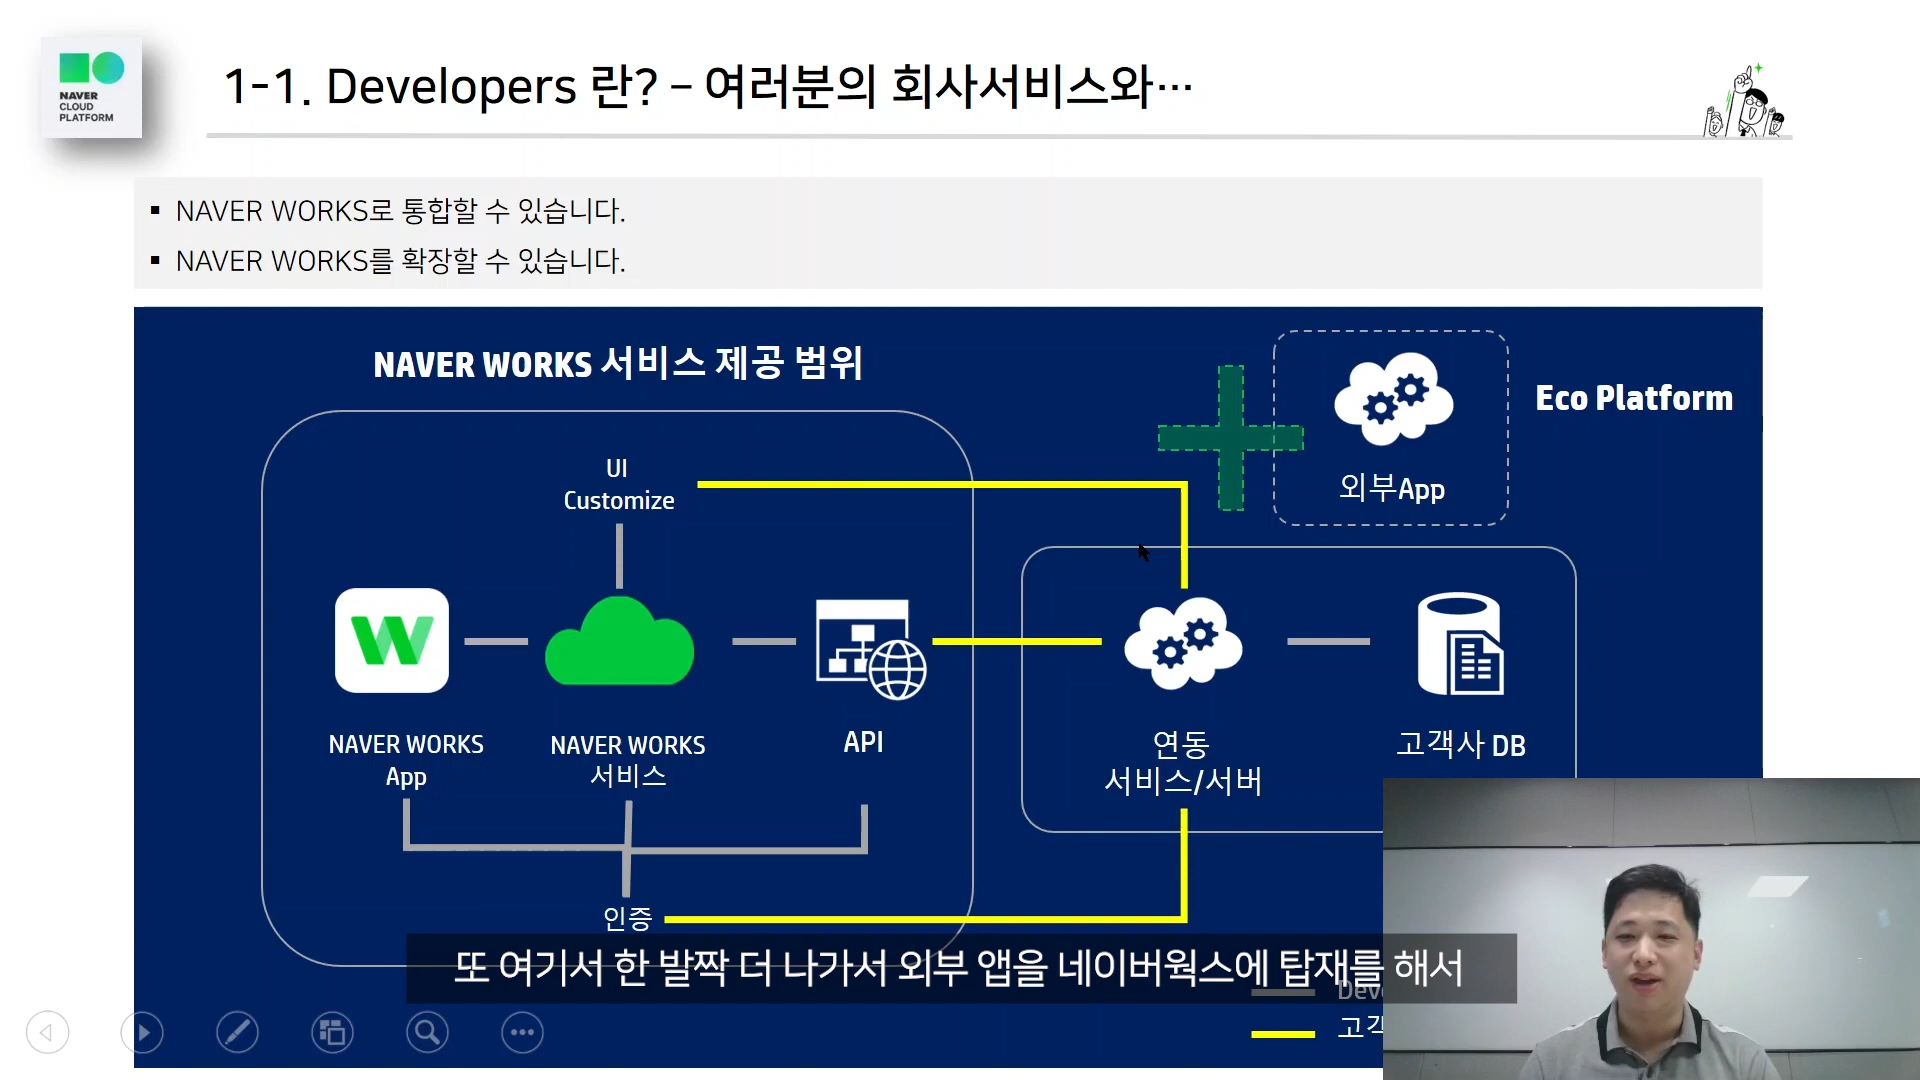 NAVER
CLOUD
PLATFORM
1-1. Developers 란? – 여러분의 회사서비스와…
▪ NAVER WORKS로 통합할 수 있습니다.
▪ NAVER WORKS를 확장할 수 있습니다.
NAVER WORKS 서비스 제공 범위
Eco Platform
외부App
UI
Customize
NAVER WORKS
App
NAVER WORKS
서비스
API
연동
서비스/서버
고객사 DB
인증
또 여기서 한 발짝 더 나가서 외부 앱을 네이버웍스에 탑재를 해서